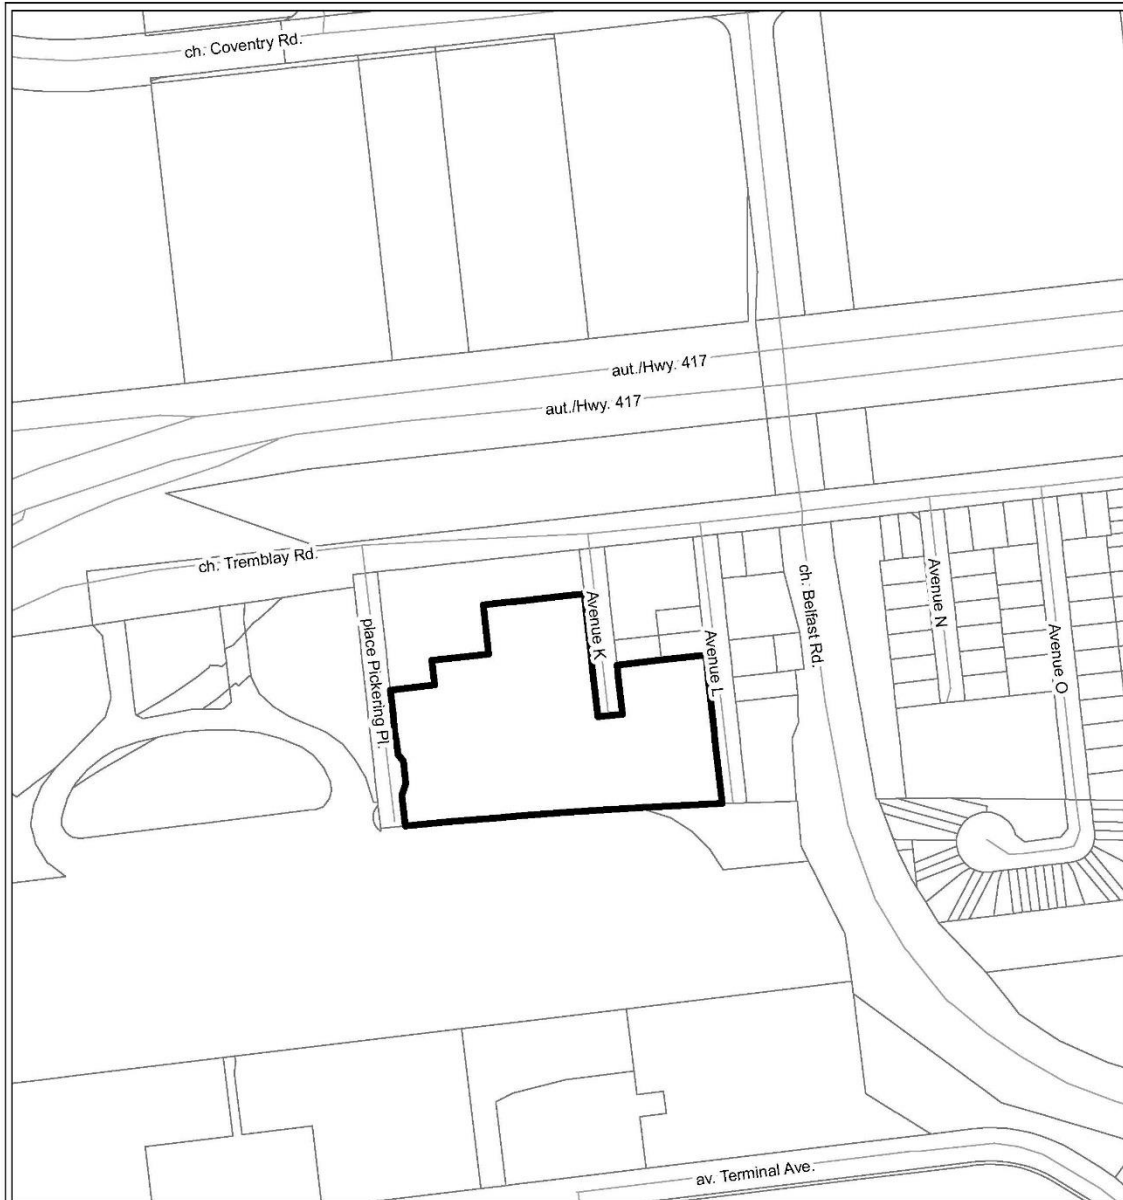 ch. Coventry Rd.
aut./Hwy. 417
aut./Hwy. 417
ch. Tremblay Rd.
place Pickering Pl.
Avenue K
Avenue L
ch. Belfast Rd.
Avenue N
Avenue O
av. Terminal Ave.